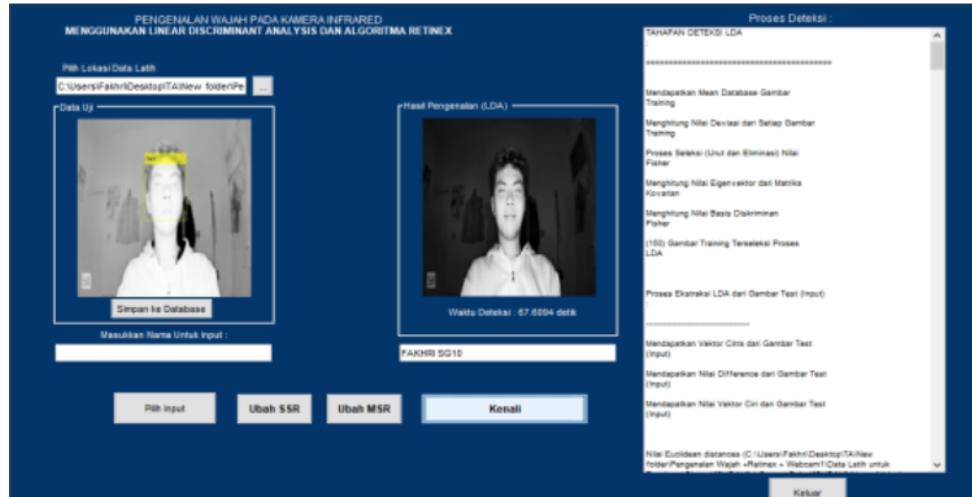 PENGENALAN WAJAH PADA KAMERA INFRARED
MENGGUNAKAN LINEAR DISCRIMINANT ANALYSIS DAN ALGORITMA RETINEX
Pilih Lokasi Data Latih
C:\Users\Fakhri\Desktop\TA\New folder\Pe
...
Data Uji
Simpan ke Database
Masukkan Nama Untuk Input :
Hasil Pengenalan (LDA)
Waktu Deteksi : 67.6094 detik
FAKHRI SG10
Pilih Input
Ubah SSR
Ubah MSR
Kenali
Proses Deteksi :
TAHAPAN DETEKSI LDA
:
Mendapatkan Mean Database Gambar
Training
Menghitung Nilai Deviasi dari Setiap Gambar
Training
Proses Seleksi (Urut dan Eliminasi) Nilai
Fisher
Menghitung Nilai Eigenvektor dari Matriks
Kovarian
Menghitung Nilai Basis Diskriminan
Fisher
(150) Gambar Training Terseleksi Proses
LDA
Proses Ekstraksi LDA dari Gambar Test (Input)
:
Mendapatkan Vektor Citra dari Gambar Test
(Input)
Mendapatkan Nilai Difference dari Gambar Test
(Input)
Mendapatkan Nilai Vektor Ciri dari Gambar Test
(Input)
Nilai Euclidean distances (C:\Users\Fakhri\Desktop\TA\New
folder\Pengenalan Wajah +Retinex + Webcam1\Data Latih untuk
Keluar